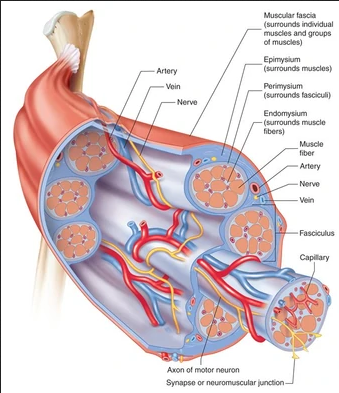 Muscular fascia
(surrounds individual
muscles and groups
of muscles)
Epimysium
(surrounds muscles)
Perimysium
(surrounds fasciculi)
Endomysium
(surrounds muscle
fibers)
Muscle
fiber
Artery
Nerve
Vein
Fasciculus
Capillary
Artery
Vein
Nerve
Axon of motor neuron
Synapse or neuromuscular junction